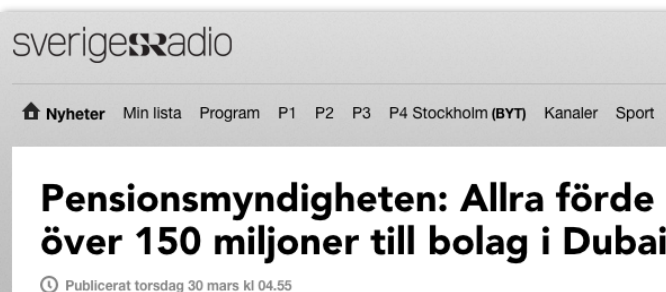 sverigesradio
Nyheter Min lista Program P1 P2 P3 P4 Stockholm (BYT) Kanaler Sport
Pensionsmyndigheten: Allra förde
över 150 miljoner till bolag i Dubai
Publicerat torsdag 30 mars kl 04.55